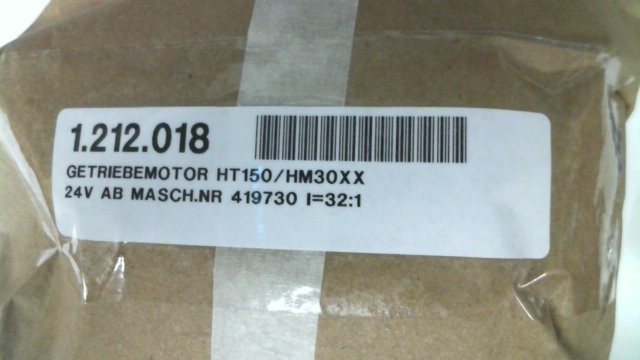 1.212.018
GETRIEBEMOTOR HT150/HM30XX
24V AB MASCH.NR 419730 I=32:1